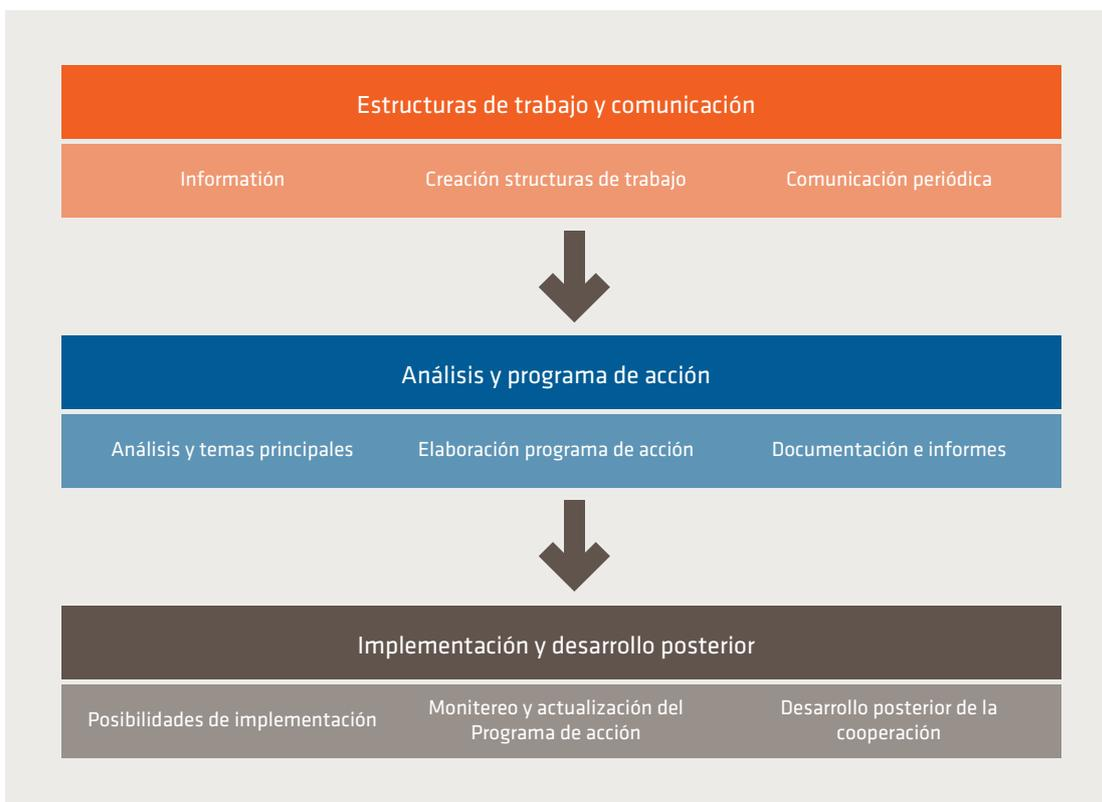 Estructuras de trabajo y comunicación
Informatión
Creación structuras de trabajo
Comunicación periódica
Análisis y programa de acción
Análisis y temas principales
Elaboración programa de acción
Documentación e informes
Implementación y desarrollo posterior
Posibilidades de implementación
Monitereo y actualización del
Programa de acción
Desarrollo posterior de la
cooperación